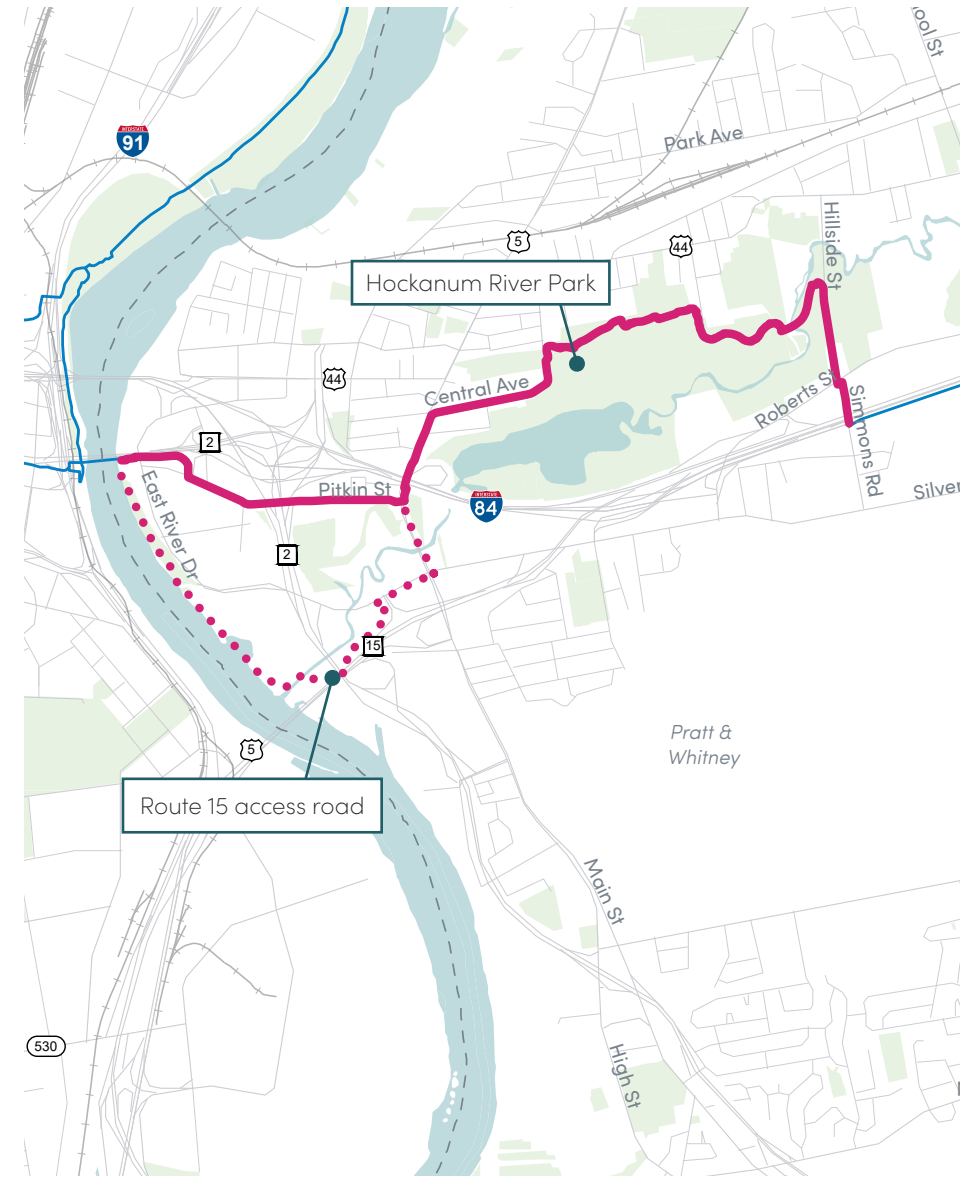 ool St
INTERSTATE
91
Park Ave
Hillside St
5
44
Hockanum River Park
44
Central Ave
Roberts St
Simmons Rd
2
Pitkin St
INTERSTATE
84
Silver
East River Dr
2
15
Pratt &
Whitney
5
Route 15 access road
Main St
530
High St